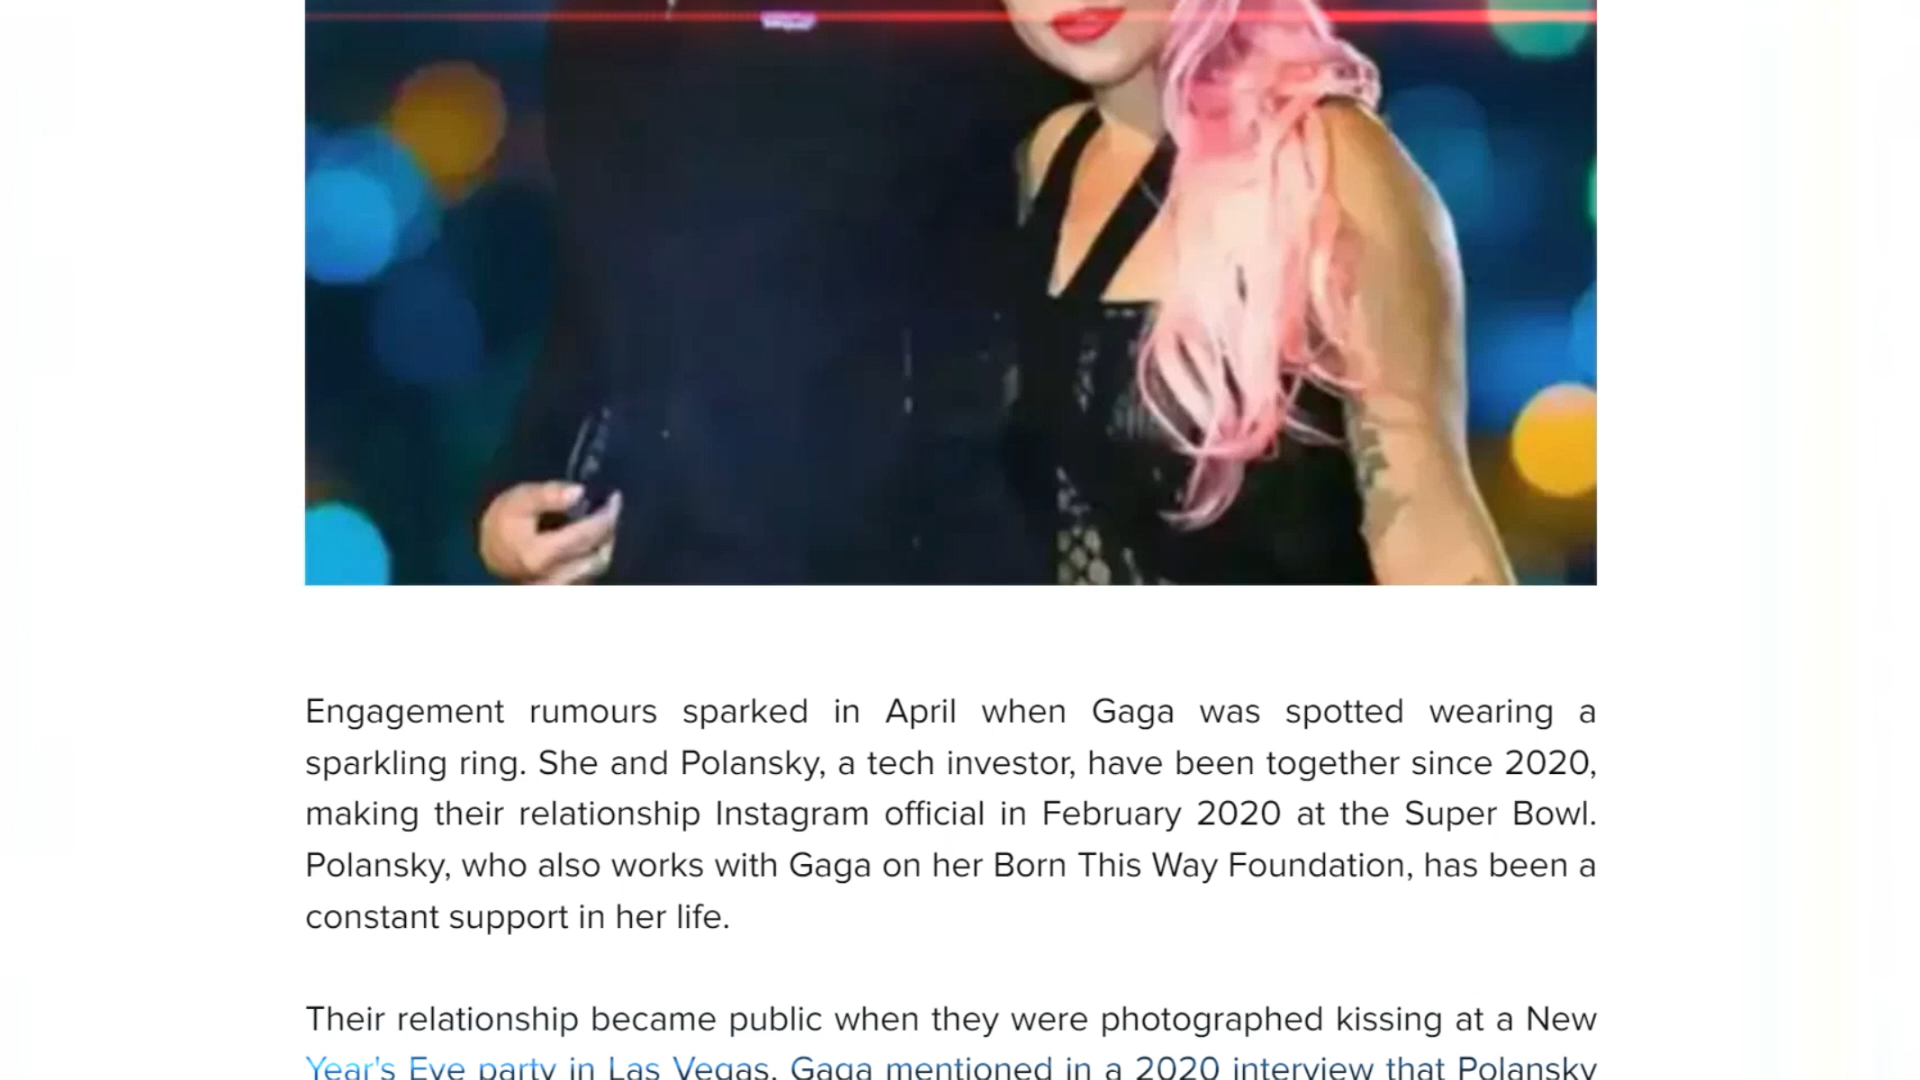 Engagement rumours sparked in April when Gaga was spotted wearing a
sparkling ring. She and Polansky, a tech investor, have been together since 2020,
making their relationship Instagram official in February 2020 at the Super Bowl.
Polansky, who also works with Gaga on her Born This Way Foundation, has been a
constant support in her life.
Their relationship became public when they were photographed kissing at a New
Year's Eve party in Las Vegas. Gaga mentioned in a 2020 interview that Polansky